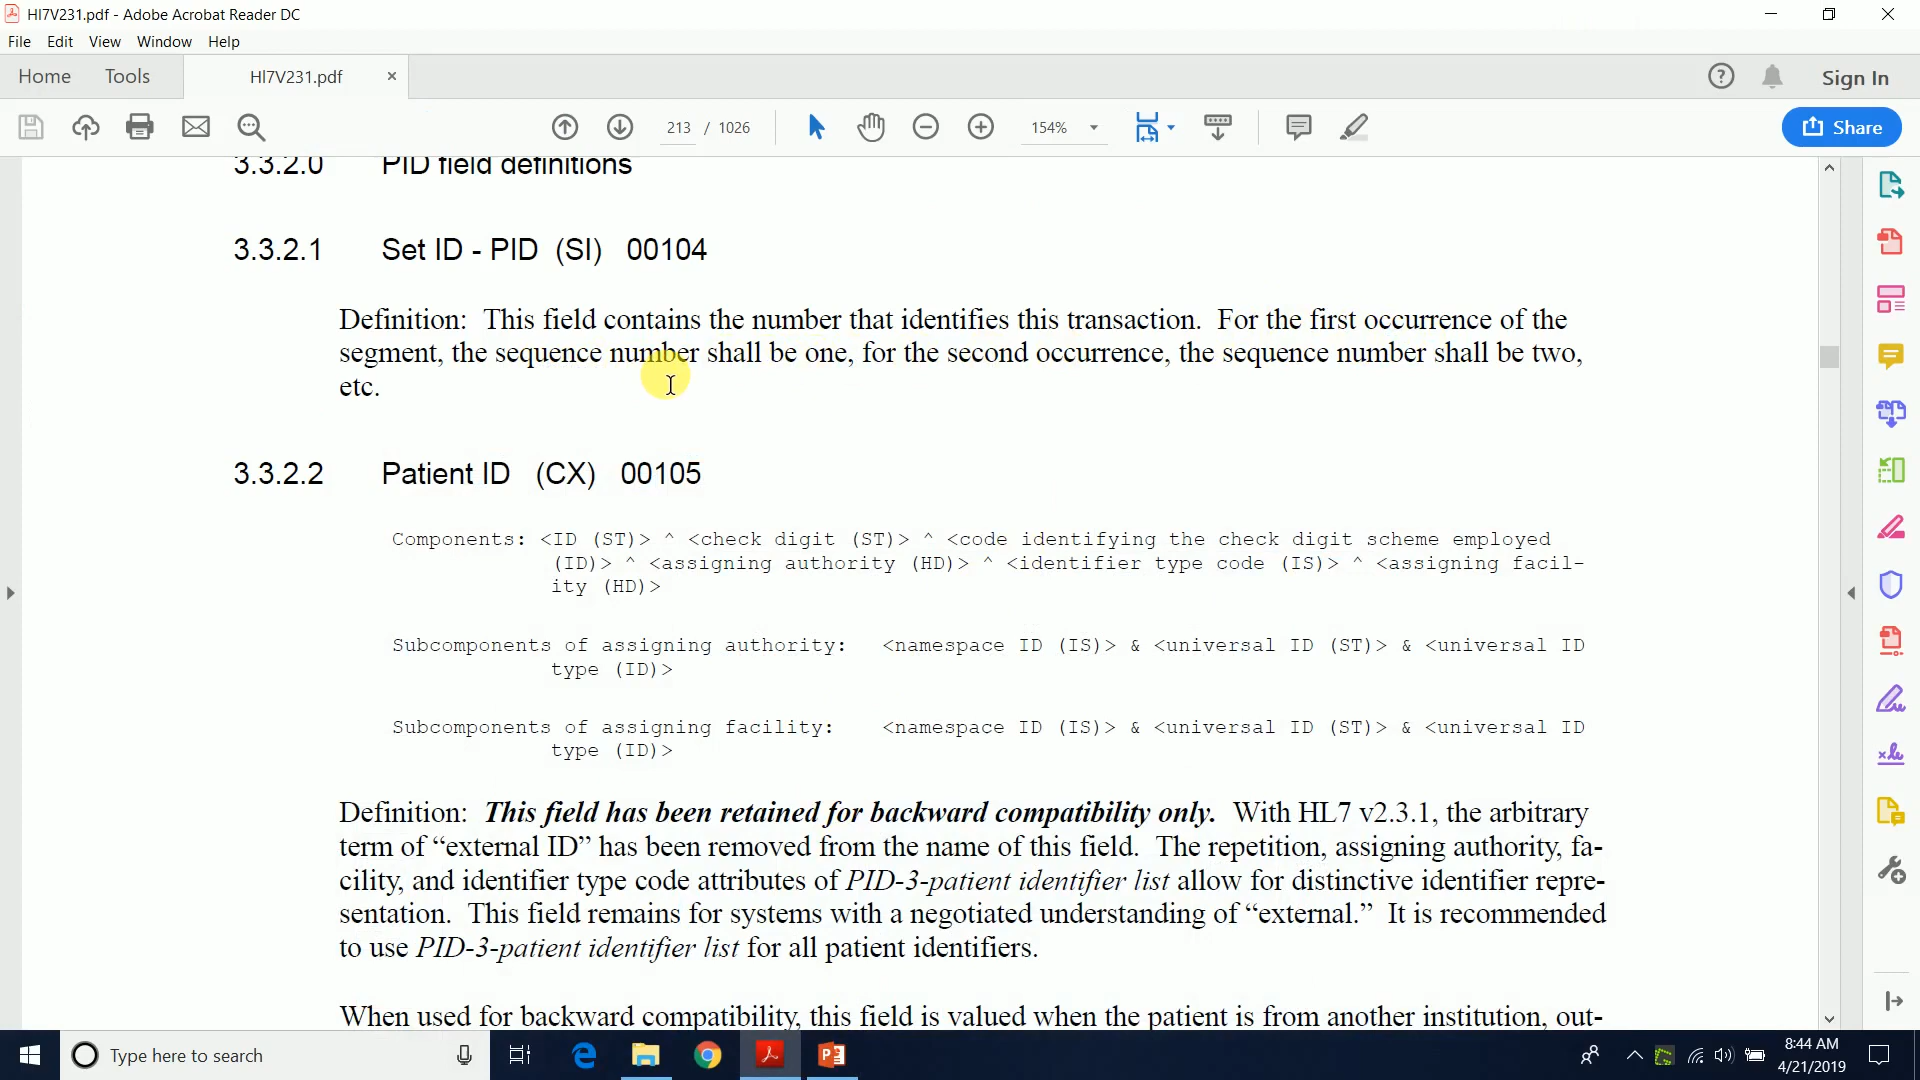 Hl7V231.pdf - Adobe Acrobat Reader DC
File Edit View Window Help
Home Tools Hl7V231.pdf × Sign In
213 / 1026 154% Share
3.3.2.0 PID field definitions
3.3.2.1 Set ID - PID (SI) 00104
Definition: This field contains the number that identifies this transaction. For the first occurrence of the
segment, the sequence number shall be one, for the second occurrence, the sequence number shall be two,
etc.
3.3.2.2 Patient ID (CX) 00105
Components: <ID (ST)> ^ <check digit (ST)> ^ <code identifying the check digit scheme employed
(ID)> ^ <assigning authority (HD)> ^ <identifier type code (IS)> ^ <assigning facil-
ity (HD)>
Subcomponents of assigning authority: <namespace ID (IS)> & <universal ID (ST)> & <universal ID
type (ID)>
Subcomponents of assigning facility: <namespace ID (IS)> & <universal ID (ST)> & <universal ID
type (ID)>
Definition: This field has been retained for backward compatibility only. With HL7 v2.3.1, the arbitrary
term of “external ID” has been removed from the name of this field. The repetition, assigning authority, fa-
cility, and identifier type code attributes of PID-3-patient identifier list allow for distinctive identifier repre-
sentation. This field remains for systems with a negotiated understanding of “external.” It is recommended
to use PID-3-patient identifier list for all patient identifiers.
When used for backward compatibility, this field is valued when the patient is from another institution, out-
Type here to search
8:44 AM
4/21/2019